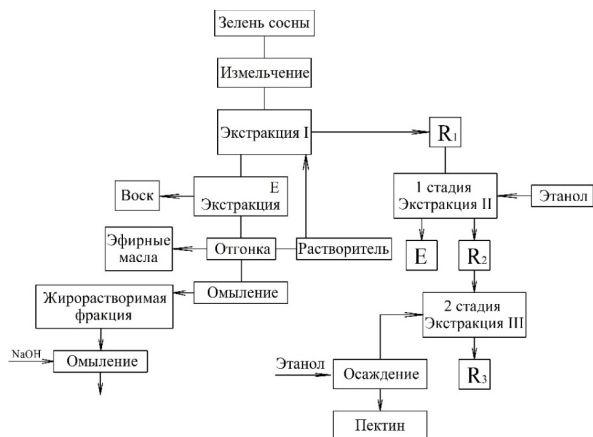 Зелень сосны
Измельчение
Экстракция I
R1
Е
Экстракция
Воск
1 стадия
Экстракция II
Этанол
Эфирные
масла
Отгонка
Растворитель
Е
R2
Омыление
Жирорастворимая
фракция
2 стадия
Экстракция III
NaOH
Омыление
Этанол
Осаждение
R3
Пектин